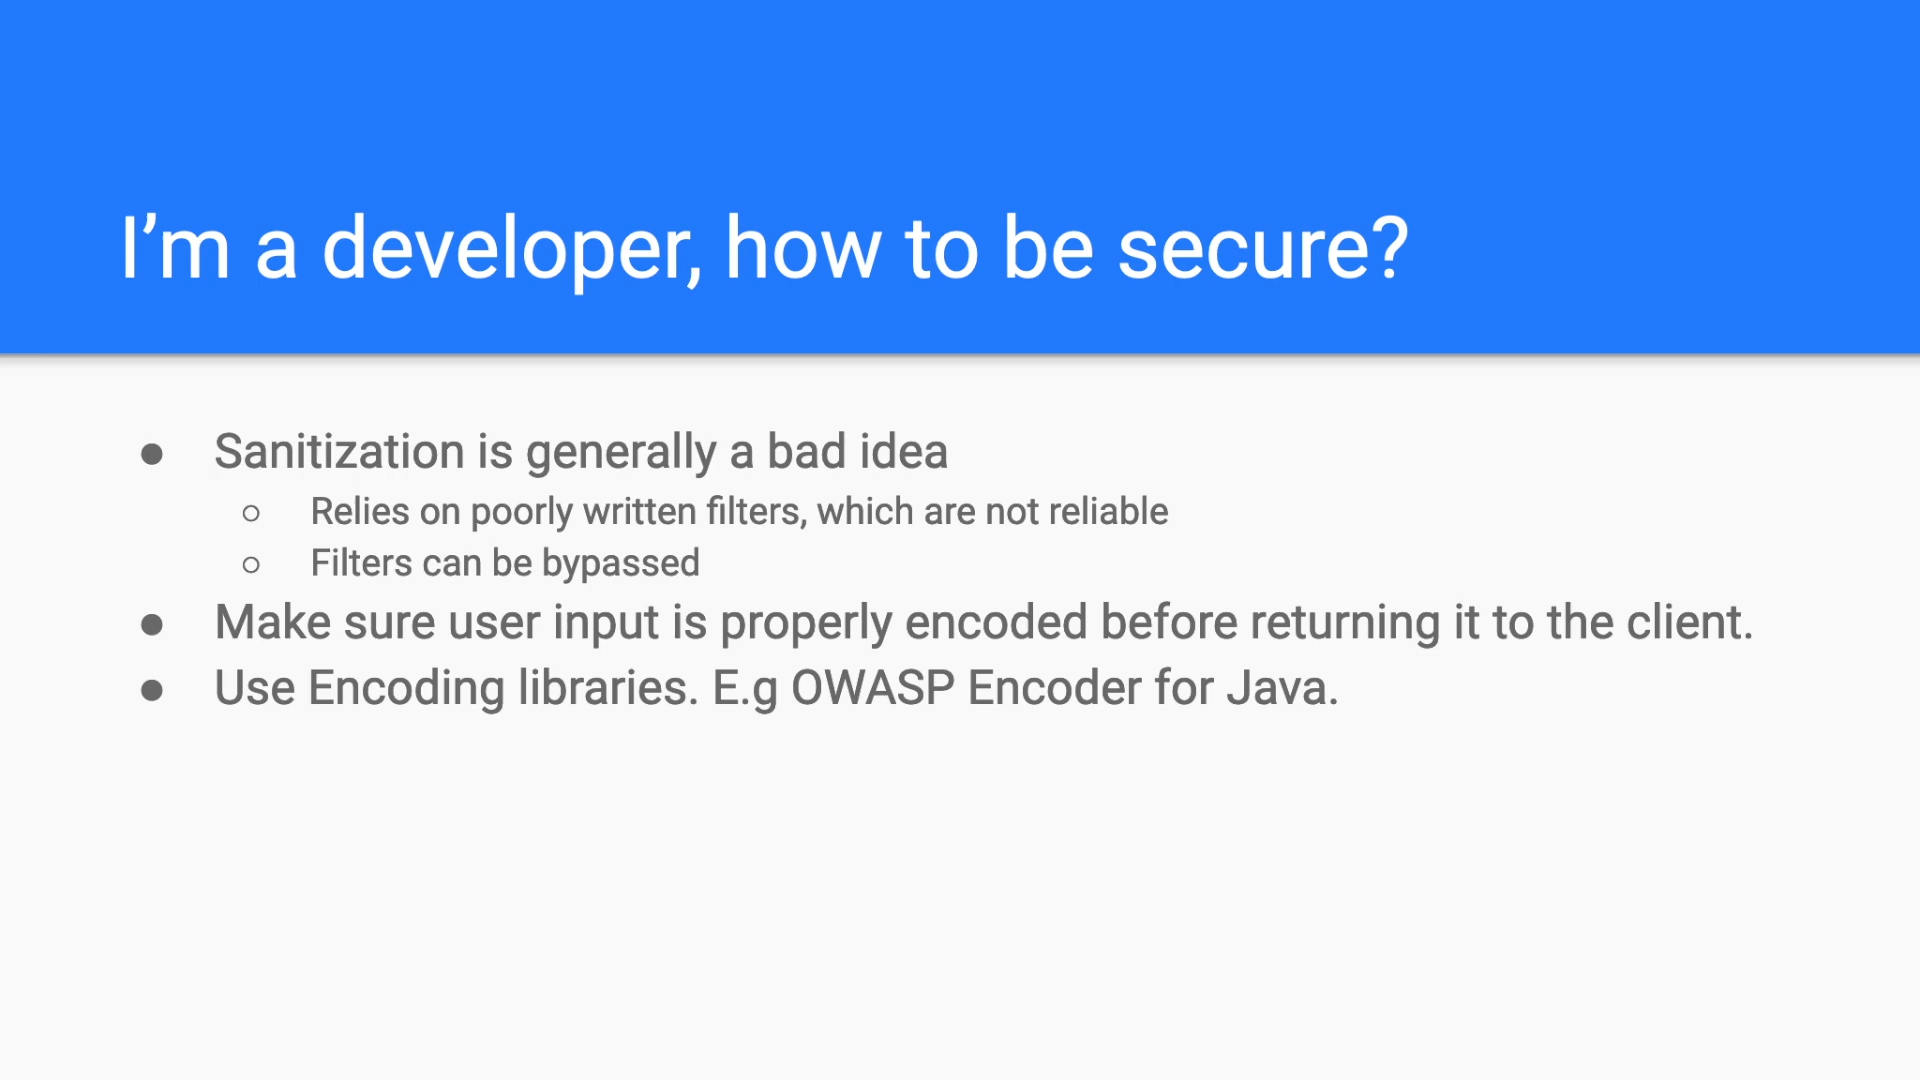 I’m a developer, how to be secure?
● Sanitization is generally a bad idea
○ Relies on poorly written filters, which are not reliable
○ Filters can be bypassed
● Make sure user input is properly encoded before returning it to the client.
● Use Encoding libraries. E.g OWASP Encoder for Java.